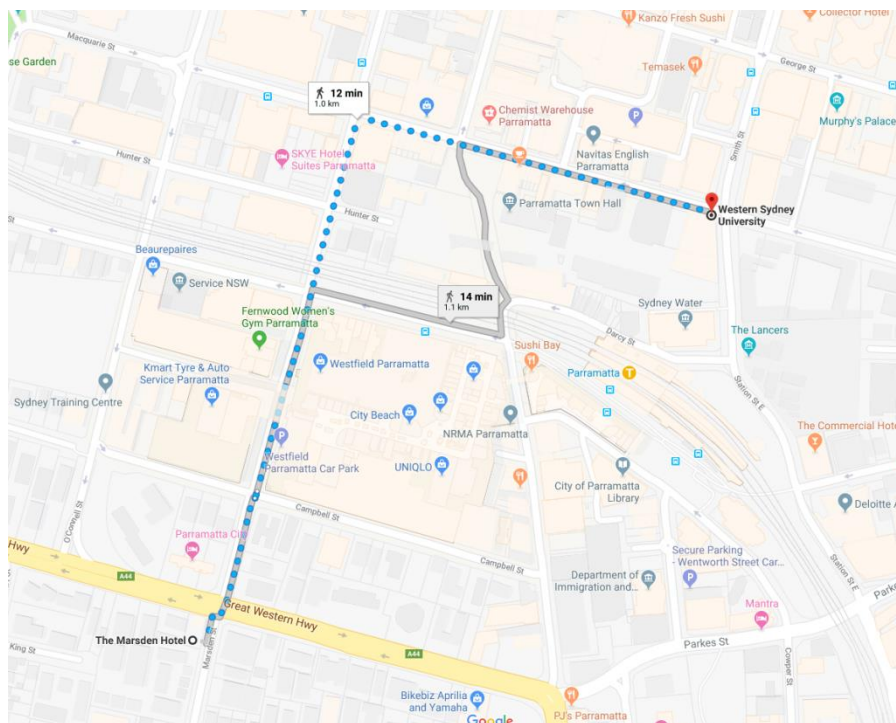 Kanzo Fresh Sushi
Collector Hotel
Macquarie St
se Garden
Temasek
George St
12 min
1.0 km
Chemist Warehouse
Parramatta
Murphy's Palace
Smith St
Navitas English
Parramatta
SKYE Hotel
Suites Parramatta
Hunter St
Hunter St
Parramatta Town Hall
Western Sydney
University
Beaurepaires
Service NSW
14 min
1.1 km
Sydney Water
Fernwood Women's
Gym Parramatta
Darcy St
The Lancers
Sushi Bay
Westfield Parramatta
Parramatta
T
Kmart Tyre & Auto
Service Parramatta
Station St E
Sydney Training Centre
City Beach
NRMA Parramatta
The Commercial Hote
P
Westfield
Parramatta Car Park
UNIQLO
City of Parramatta
Library
O'Connell St
Campbell St
Deloitte A
Parramatta Cit
Campbell St
Hwy
Secure Parking
- Wentworth Street Car...
A44
Department of
Immigration and...
Station St E
Great Western Hwy
Mantra
Parke
The Marsden Hotel
Marsden St
King St
A44
Parkes St
Cowper St
Bikebiz Aprilia
and Yamaha
Google
PJ's Parramatta